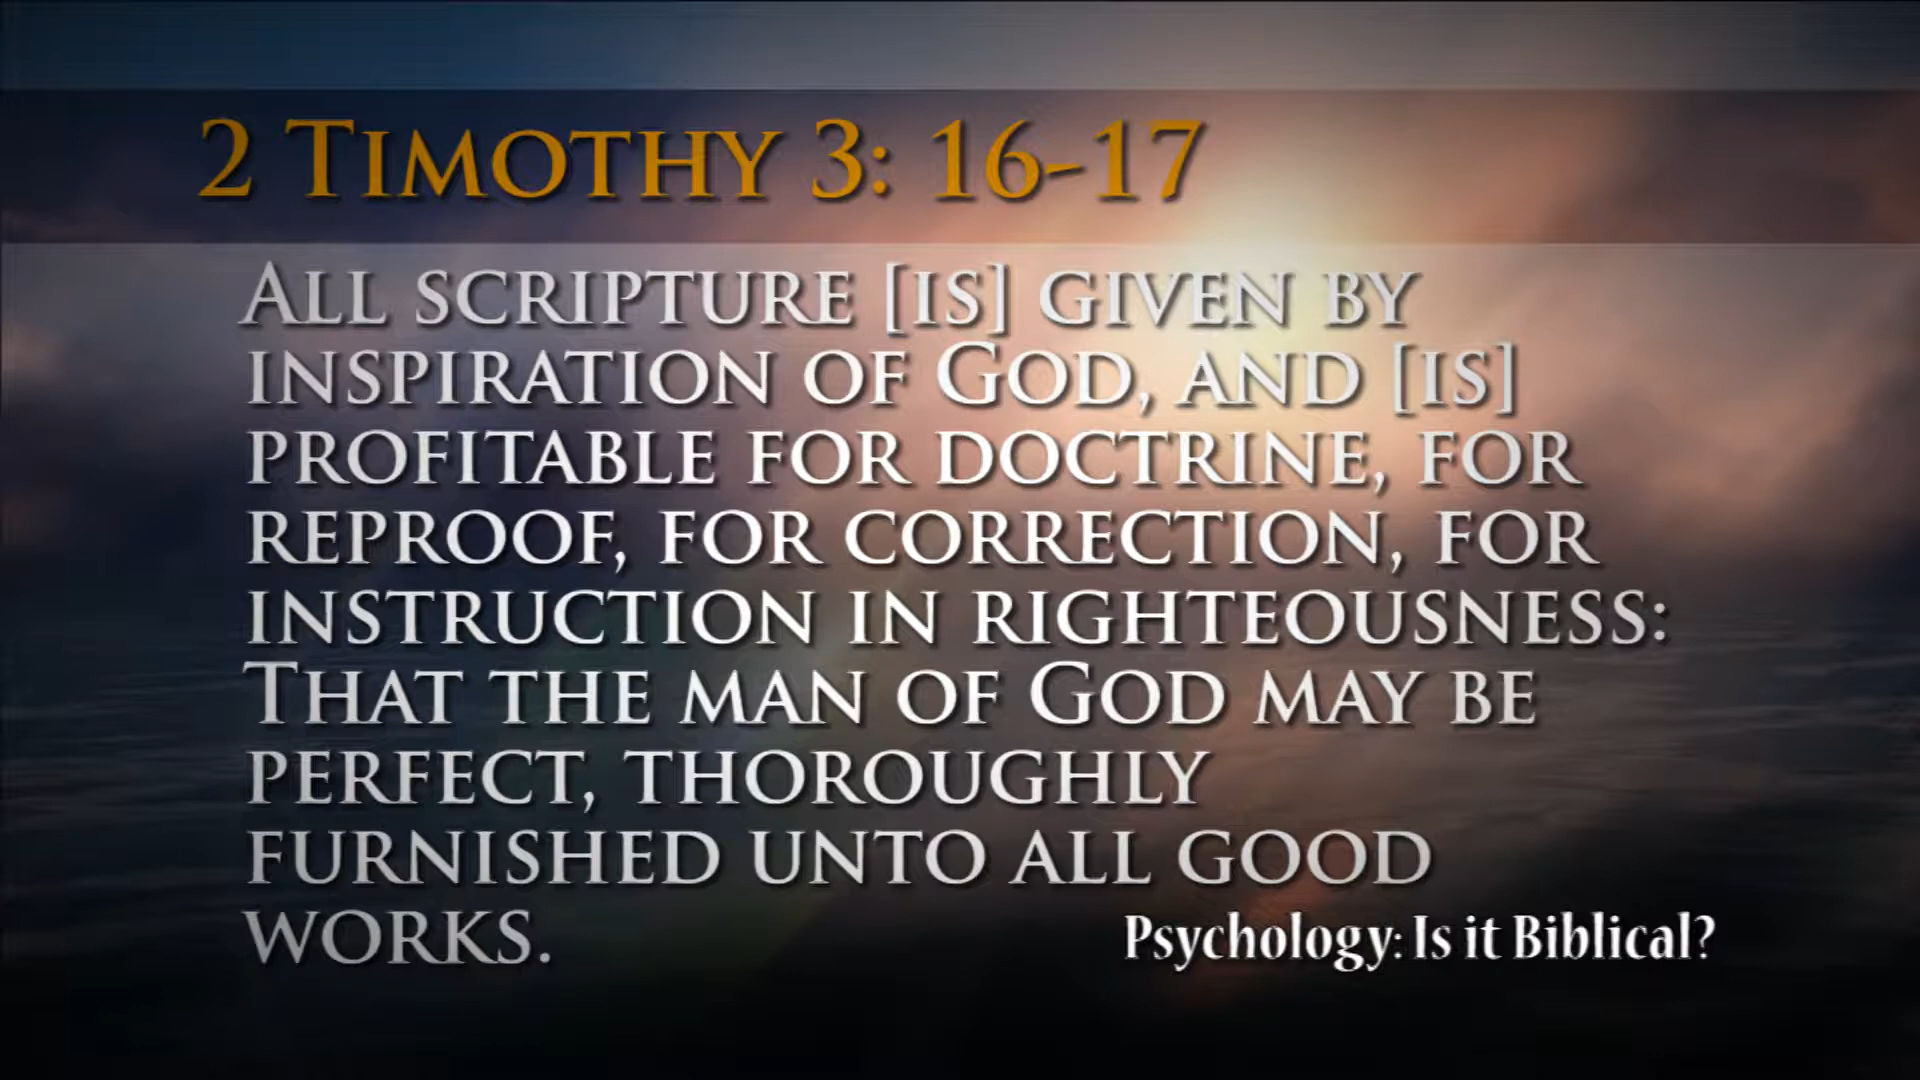 2 Timothy 3: 16-17
All scripture [is] given by
inspiration of God, and [is]
profitable for doctrine, for
reproof, for correction, for
instruction in righteousness:
That the man of God may be
perfect, thoroughly
furnished unto all good
works.
Psychology: Is it Biblical?